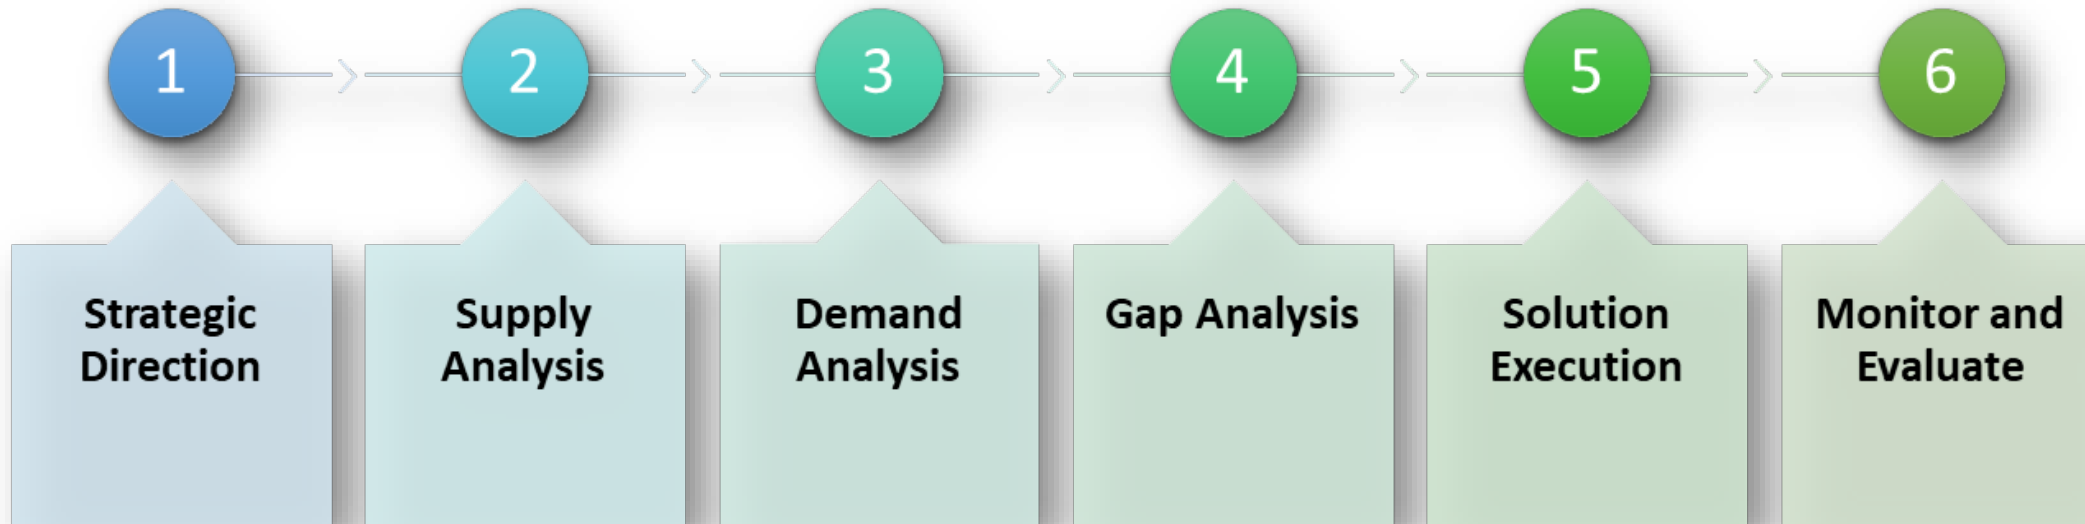 1
2
3
4
5
6
Strategic
Direction
Supply
Analysis
Demand
Analysis
Gap Analysis
Solution
Execution
Monitor and
Evaluate